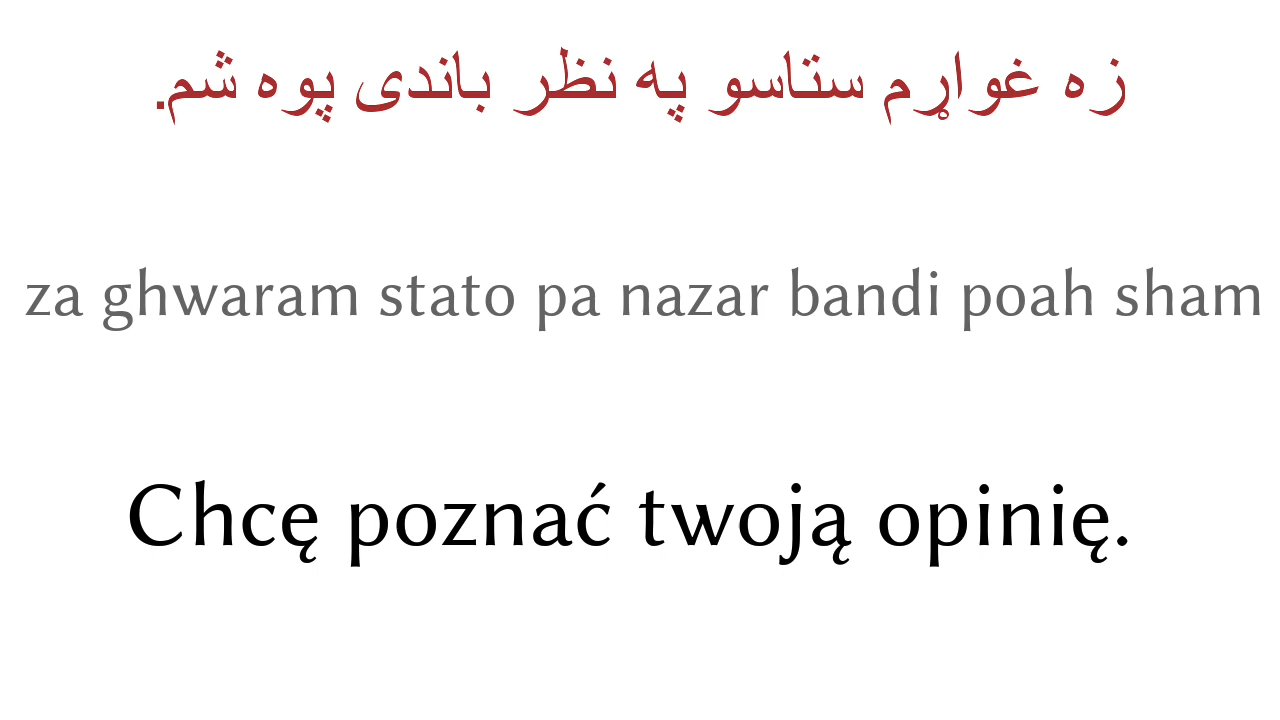 زه غواړم ستاسو په نظر باندی پوه شم.
za ghwaram stato pa nazar bandi poah sham
Chcę poznać twoją opinię.